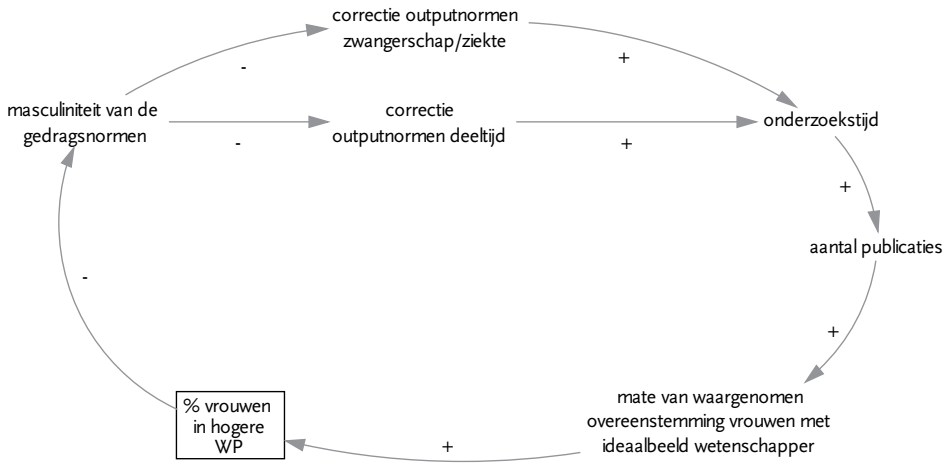 correctie outputnormen
zwangerschap/ziekte
-
+
masculiniteit van de
gedragsnormen
correctie
outputnormen deeltijd
onderzoekstijd
-
+
+
aantal publicaties
-
+
mate van waargenomen
overeenstemming vrouwen met
ideaalbeeld wetenschapper
% vrouwen
in hogere
WP
+